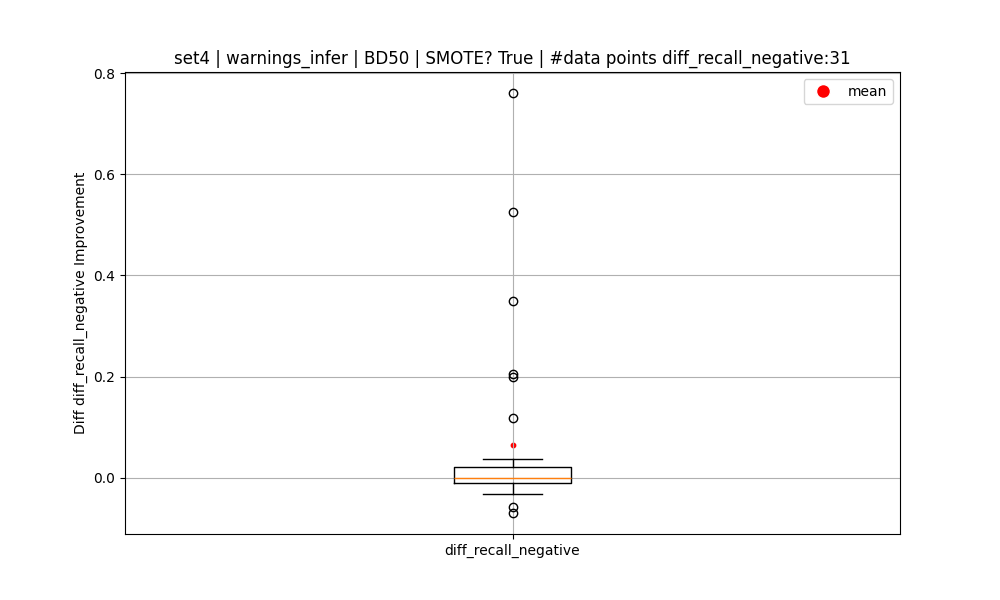 set4 | warnings_infer | BD50 | SMOTE? True | #data points diff_recall_negative:31
mean
Diff diff_recall_negative Improvement
0.8
0.6
0.4
0.2
0.0
diff_recall_negative